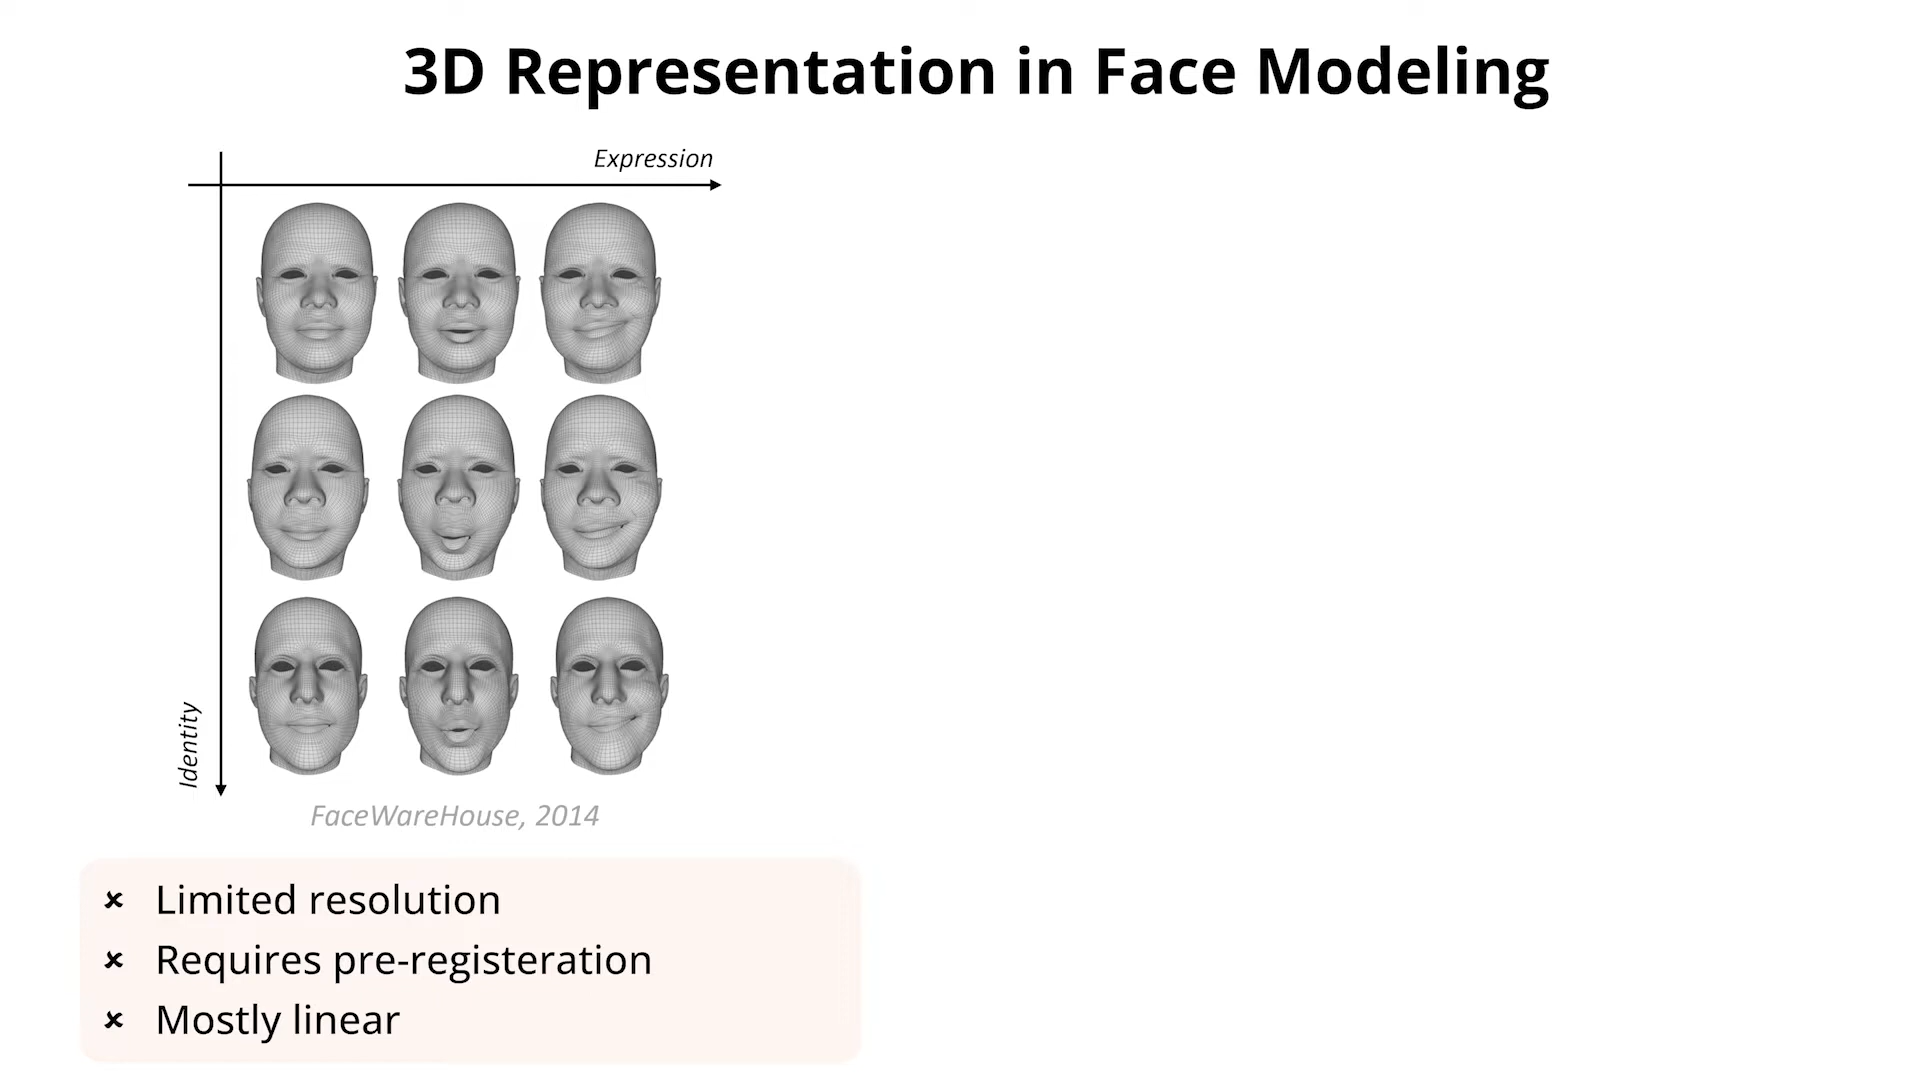 3D Representation in Face Modeling
Expression
Identity
FaceWareHouse, 2014
× Limited resolution
× Requires pre-registeration
× Mostly linear